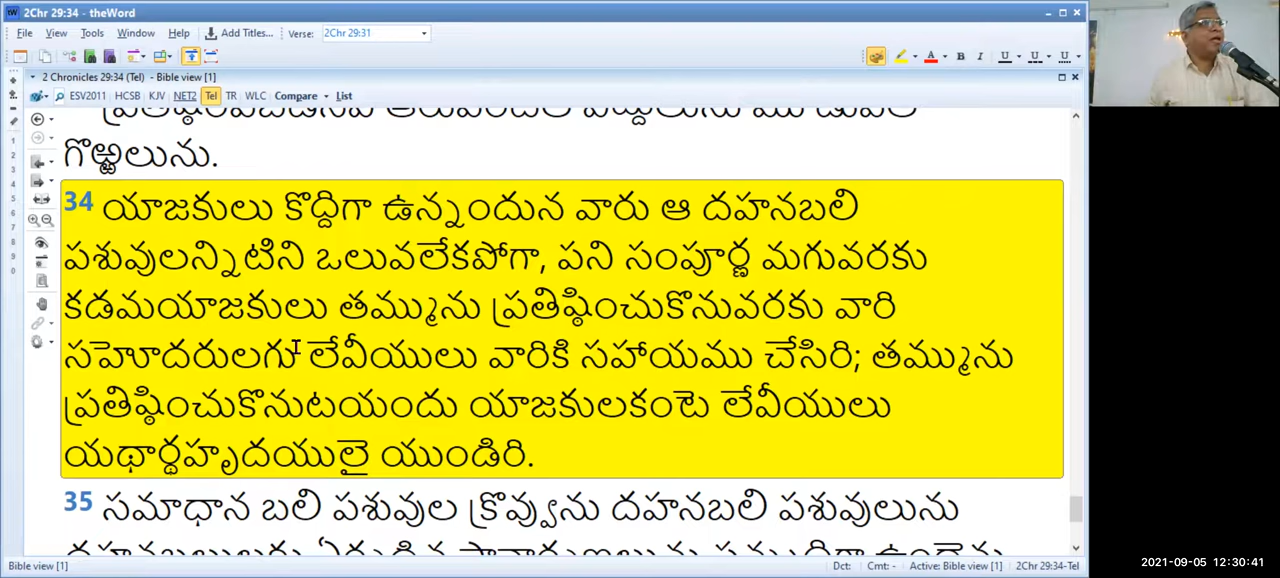 2Chr 29:34 - theWord
File View Tools Window Help Add Titles... Verse: 2Chr 29:31
2 Chronicles 29:34 (Tel) - Bible view [1]
ESV2011 HCSB KJV NET2 Tel TR WLC Compare List
గొఱ్ఱలును.
34 యాజకులు కొద్దిగా ఉన్నందున వారు ఆ దహనబలి
పశువులన్నిటిని ఒలువలేకపోగా, పని సంపూర్ణ మగువరకు
కడమయాజకులు తమ్మును ప్రతిష్ఠించుకొనువరకు వారి
సహెూదరులగు లేవీయులు వారికి సహాయము చేసిరి; తమ్మును
ప్రతిష్ఠించుకొనుటయందు యాజకులకంటె లేవీయులు
యథార్థహృదయులై యుండిరి.
35 సమాధాన బలి పశువుల క్రొవ్వును దహనబలి పశువులును
Bible view [1] Dct: Cmt: - Active: Bible view [1] 2Chr 29:34-Tel
2021-09-05 12:30:41